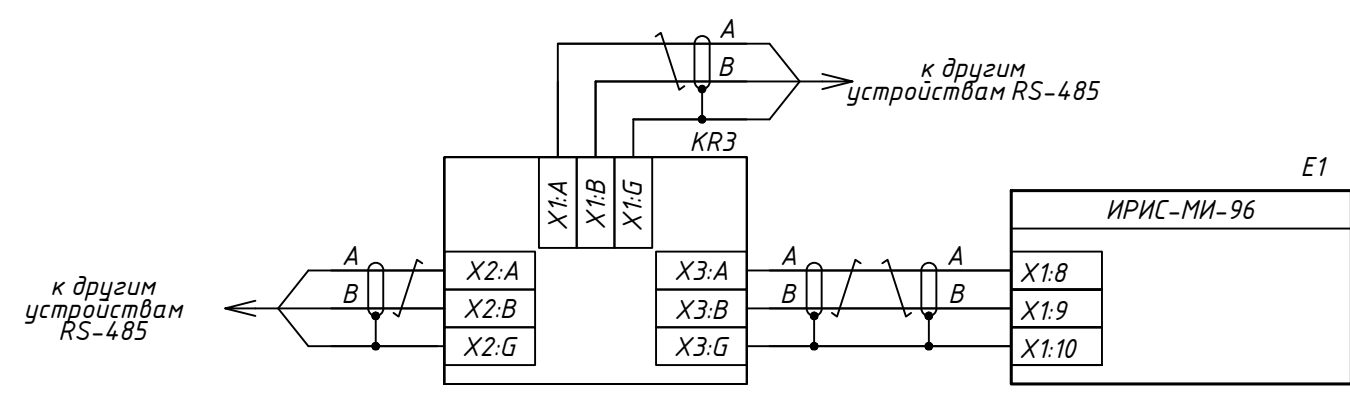 A
B
к другим
устройствам RS-485
KR3
E1
X1:A
X1:B
X1:G
ИРИС-МИ-96
A
X2:A
X3:A
A
A
X1:8
к другим
устройствам
RS-485
B
X2:B
X3:B
B
B
X1:9
X2:G
X3:G
X1:10